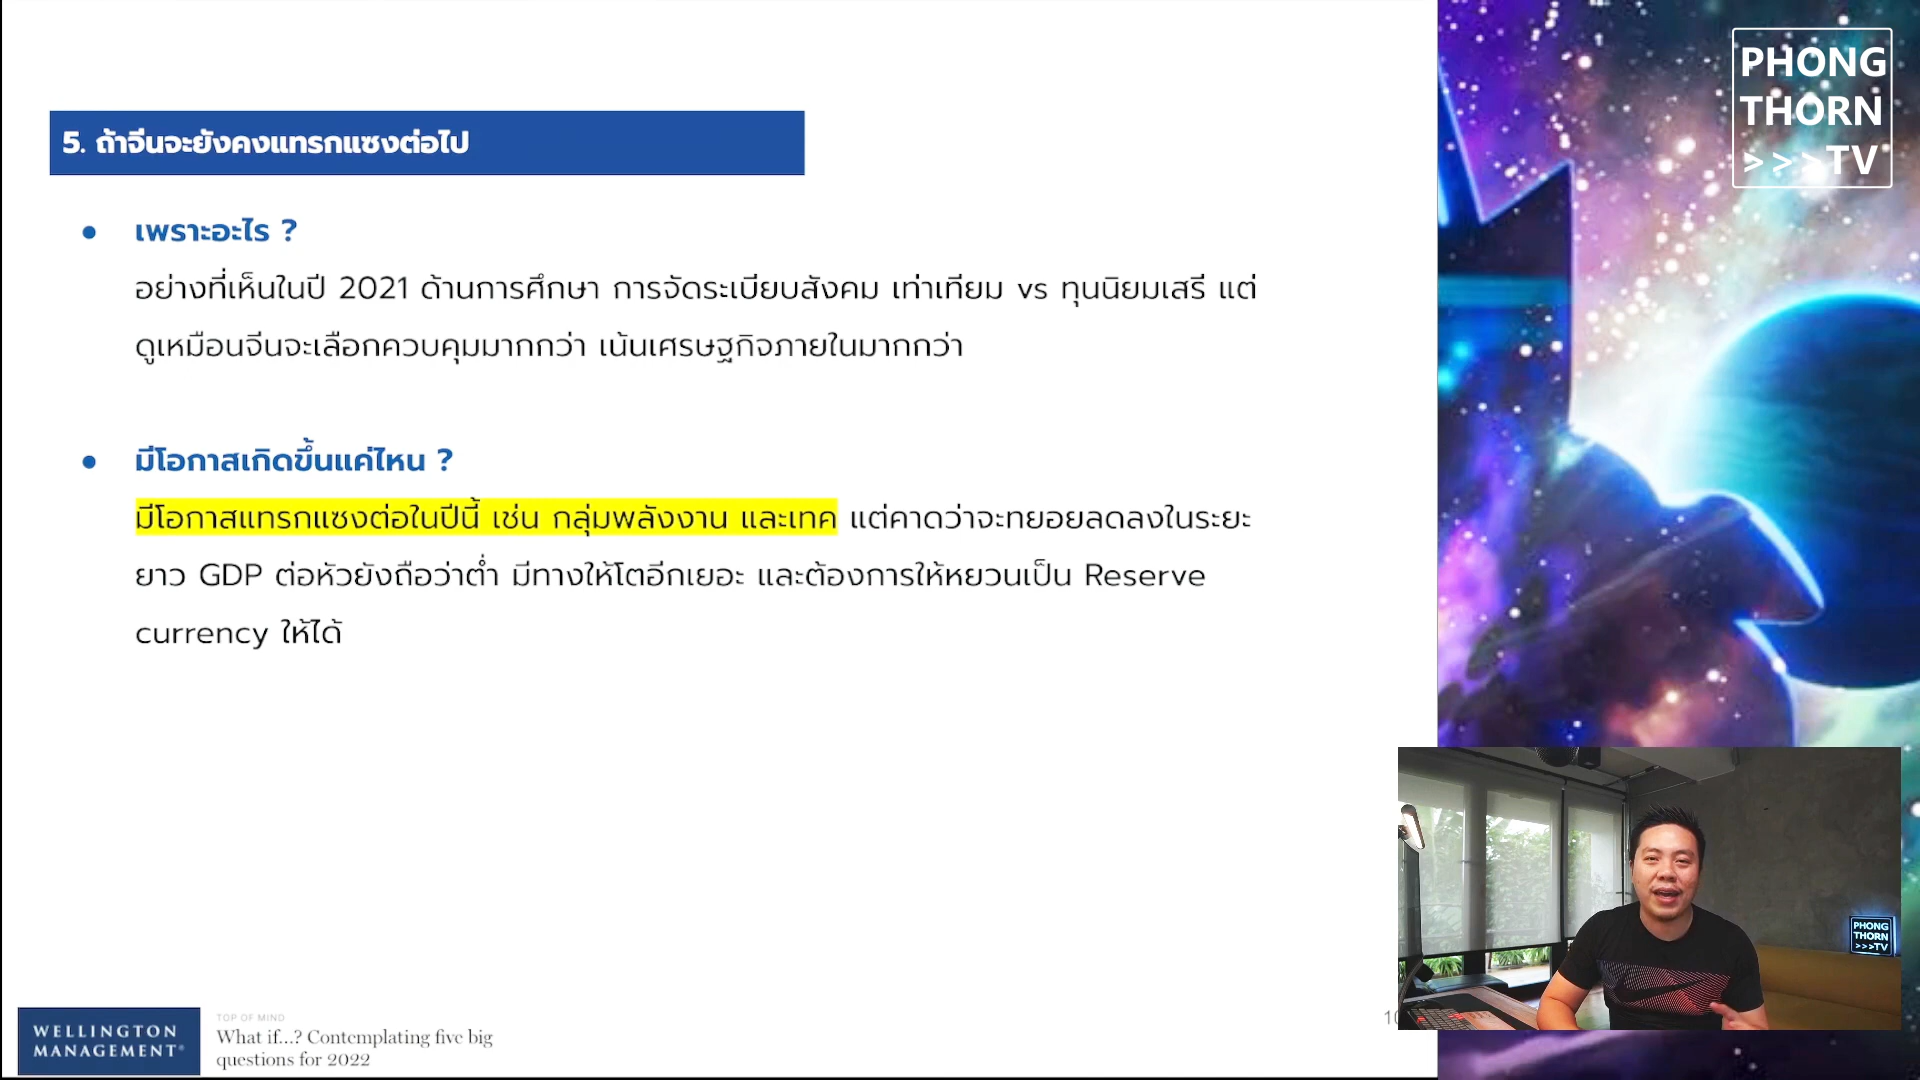 5. ถ้าจีนจะยังคงแทรกแซงต่อไป
● เพราะอะไร ?
อย่างที่เห็นในปี 2021 ด้านการศึกษา การจัดระเบียบสังคม เท่าเทียม vs ทุนนิยมเสรี แต่
ดูเหมือนจีนจะเลือกควบคุมมากกว่า เน้นเศรษฐกิจภายในมากกว่า
● มีโอกาสเกิดขึ้นแค่ไหน ?
มีโอกาสแทรกแซงต่อในปีนี้ เช่น กลุ่มพลังงาน และเทค แต่คาดว่าจะทยอยลดลงในระยะ
ยาว GDP ต่อหัวยังถือว่าต่ำ มีทางให้โตอีกเยอะ และต้องการให้หยวนเป็น Reserve
currency ให้ได้
WELLINGTON
MANAGEMENT®
TOP OF MIND
What if...? Contemplating five big
questions for 2022
PHONG
THORN
>>>TV
PHONG
THORN
>>>TV